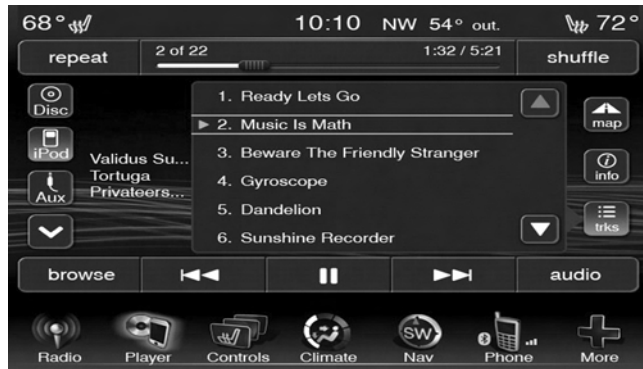 68° 10:10 NW 54° out. 72°
repeat 2 of 22 1:32 / 5:21 shuffle
Disc
iPod
Aux
Validus Su...
Tortuga
Privateers...
1. Ready Lets Go
2. Music Is Math
3. Beware The Friendly Stranger
4. Gyroscope
5. Dandelion
6. Sunshine Recorder
map
info
trks
browse audio
SW
Radio Player Controls Climate Nav Phone More